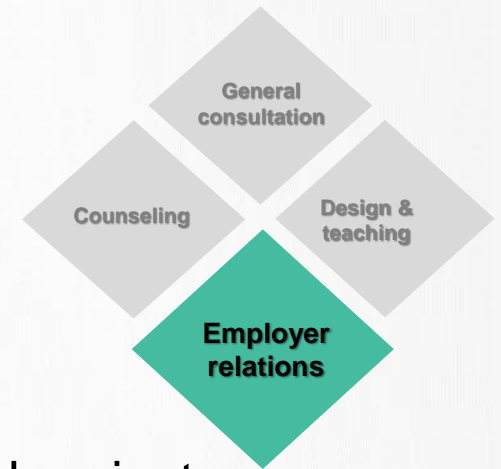 General
consultation
Counseling
Design &
teaching
Employer
relations